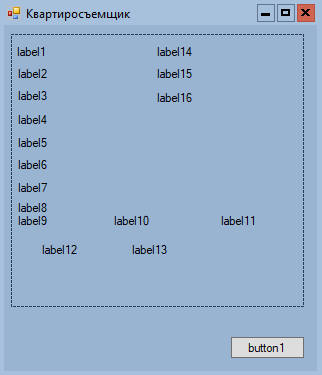 Квартиросъемщик
label1 label14
label2 label15
label3 label16
label4
label5
label6
label7
label8
label9 label10 label11
label12 label13
button1